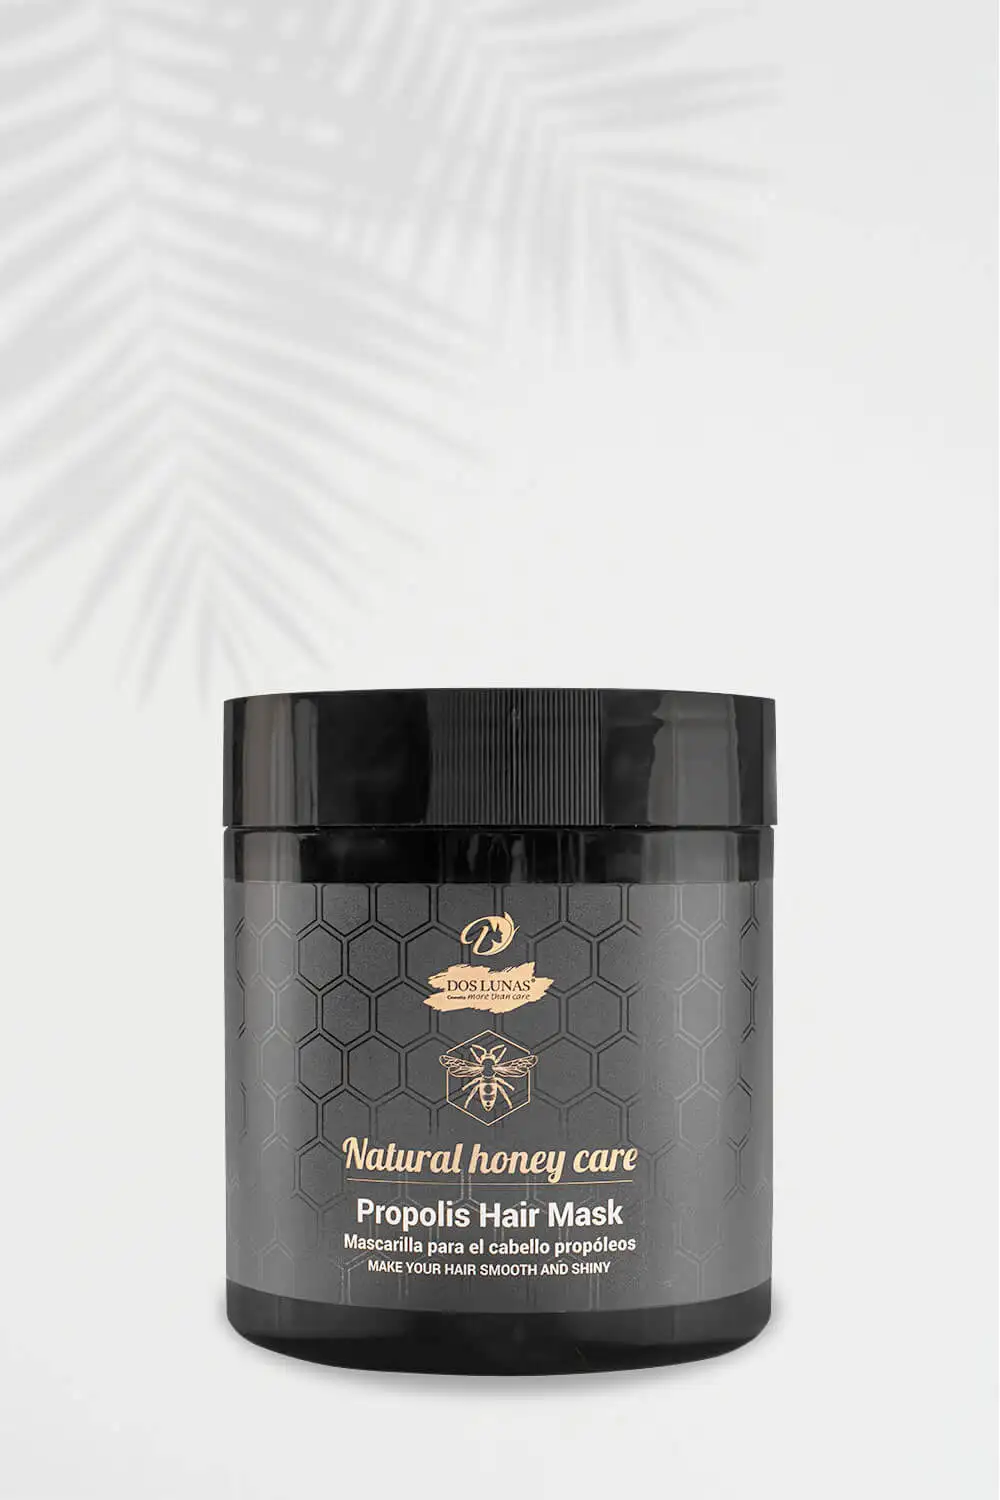 DOS LUNAS®
Cosmetics more than care
Natural honey care
Propolis Hair Mask
Mascarilla para el cabello propóleos
MAKE YOUR HAIR SMOOTH AND SHINY